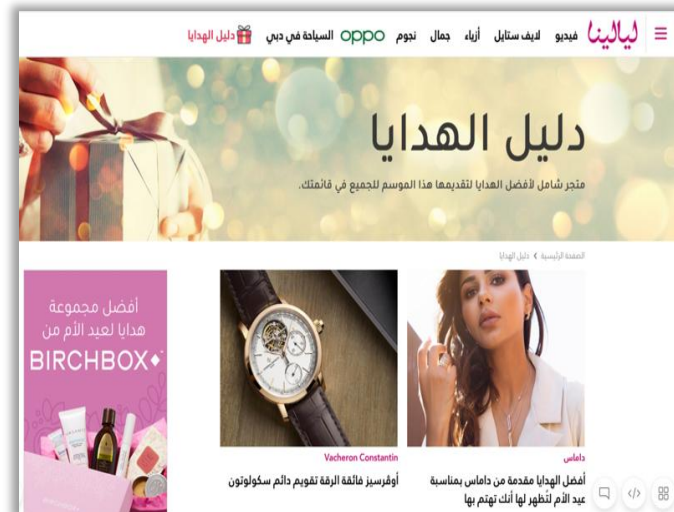 ليالينا فيديو لايف ستايل أزياء جمال نجوم oppo السياحة في دبي دليل الهدايا
دليل الهدايا
متجر شامل لأفضل الهدايا لتقديمها هذا الموسم للجميع في قائمتك.
الصفحة الرئيسية › دليل الهدايا
داماس
أفضل الهدايا مقدمة من داماس بمناسبة
عيد الأم لتُظهر لها أنك تهتم بها
Vacheron Constantin
أوڤرسيز فائقة الرقة تقويم دائم سكولوتون
أفضل مجموعة
هدايا لعيد الأم من
BIRCHBOX